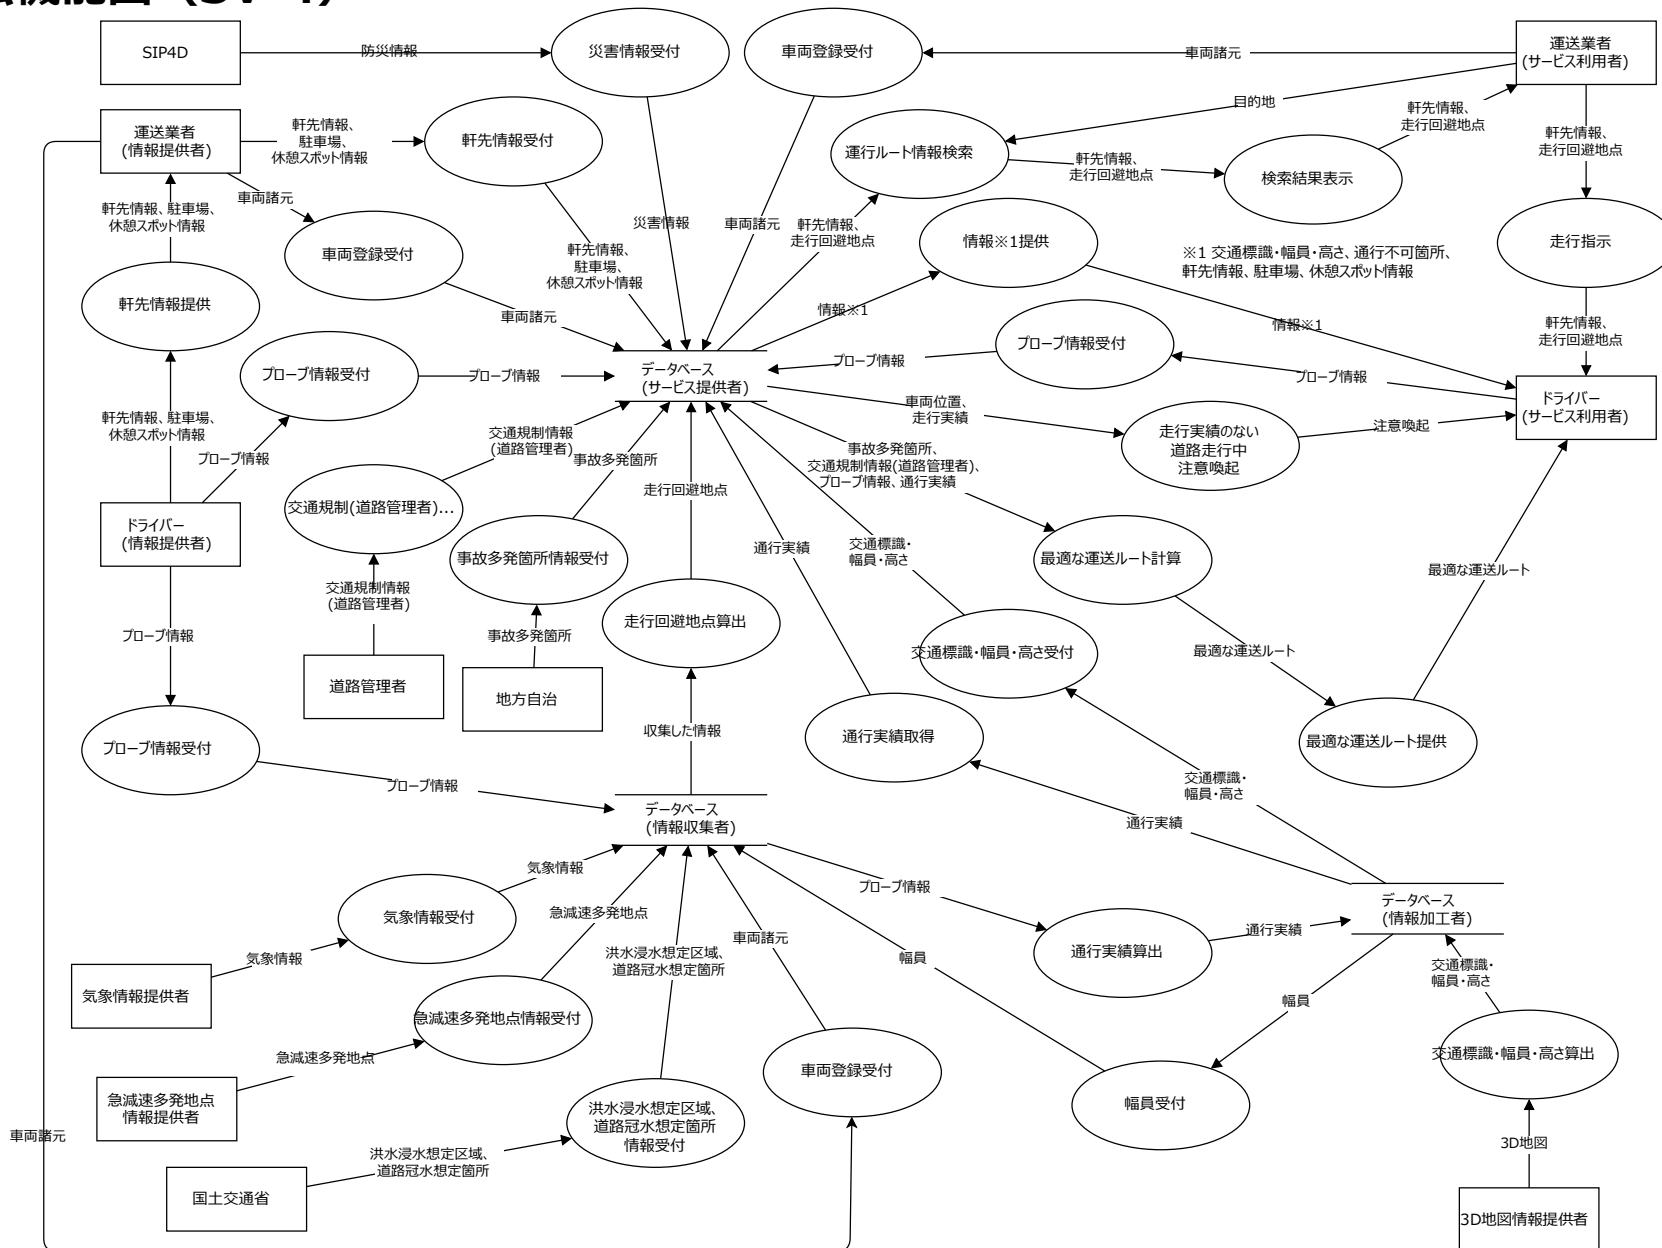 SIP4D
防災情報
災害情報受付
車両登録受付
車両諸元
運送業者
(サービス利用者)
運送業者
(情報提供者)
軒先情報、
駐車場、
休憩スポット情報
軒先情報受付
目的地
運行ルート情報検索
軒先情報、
走行回避地点
検索結果表示
軒先情報、
走行回避地点
軒先情報、
走行回避地点
車両諸元
軒先情報、駐車場、
休憩スポット情報
車両登録受付
災害情報
車両諸元
軒先情報、
走行回避地点
情報※1提供
※1 交通標識・幅員・高さ、通行不可箇所、
軒先情報、駐車場、休憩スポット情報
走行指示
軒先情報、
駐車場、
休憩スポット情報
軒先情報提供
車両諸元
情報※1
情報※1
軒先情報、
走行回避地点
プローブ情報受付
プローブ情報
データベース
(サービス提供者)
プローブ情報
プローブ情報受付
プローブ情報
ドライバー
(サービス利用者)
車両位置、
走行実績
走行実績のない
道路走行中
注意喚起
注意喚起
軒先情報、駐車場、
休憩スポット情報
プローブ情報
交通規制情報
(道路管理者)
事故多発箇所
走行回避地点
事故多発箇所、
交通規制情報(道路管理者)、
プローブ情報、通行実績
ドライバー
(情報提供者)
交通規制(道路管理者)...
事故多発箇所情報受付
通行実績
交通標識・
幅員・高さ
最適な運送ルート計算
最適な運送ルート
交通規制情報
(道路管理者)
プローブ情報
事故多発箇所
走行回避地点算出
交通標識・幅員・高さ受付
最適な運送ルート
道路管理者
地方自治
収集した情報
通行実績取得
最適な運送ルート提供
プローブ情報受付
プローブ情報
交通標識・
幅員・高さ
通行実績
データベース
(情報収集者)
気象情報
プローブ情報
データベース
(情報加工者)
気象情報受付
急減速多発地点
車両諸元
洪水浸水想定区域、
道路冠水想定箇所
幅員
通行実績算出
通行実績
交通標識・
幅員・高さ
気象情報
気象情報提供者
急減速多発地点情報受付
幅員
急減速多発地点
車両登録受付
交通標識・幅員・高さ算出
急減速多発地点
情報提供者
洪水浸水想定区域、
道路冠水想定箇所
情報受付
幅員受付
車両諸元
洪水浸水想定区域、
道路冠水想定箇所
3D地図
国土交通省
3D地図情報提供者